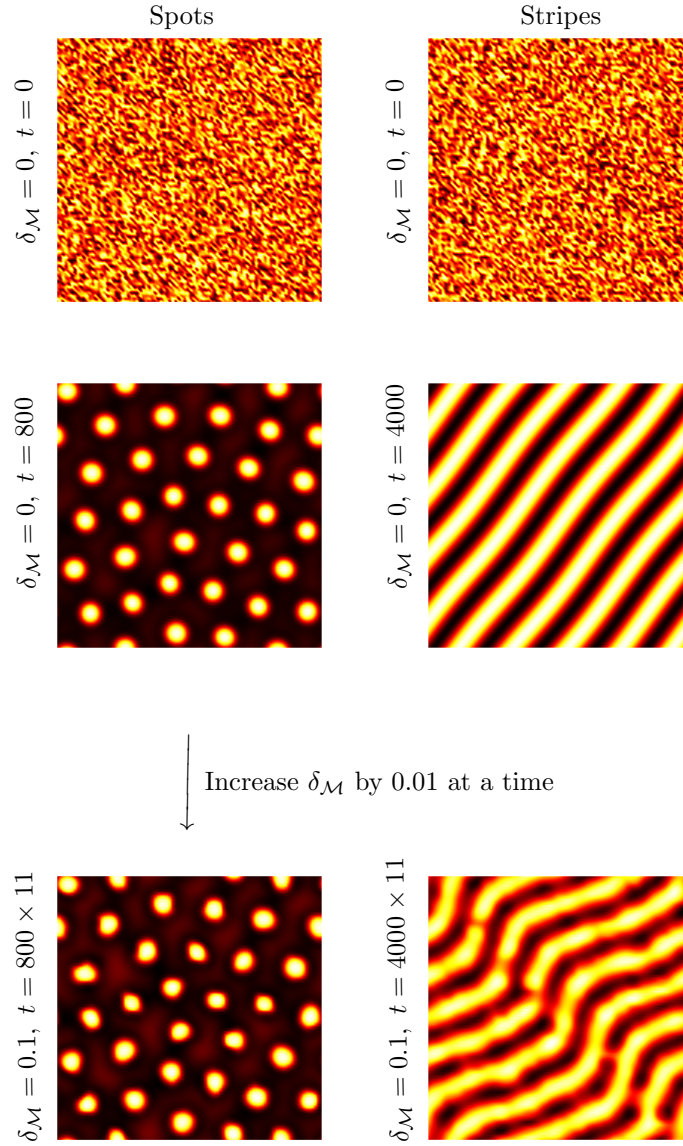 Spots
Stripes
δ_ℳ = 0, t = 0
δ_ℳ = 0, t = 0
δ_ℳ = 0, t = 800
δ_ℳ = 0, t = 4000
Increase δ_ℳ by 0.01 at a time
δ_ℳ = 0.1, t = 800 × 11
δ_ℳ = 0.1, t = 4000 × 11